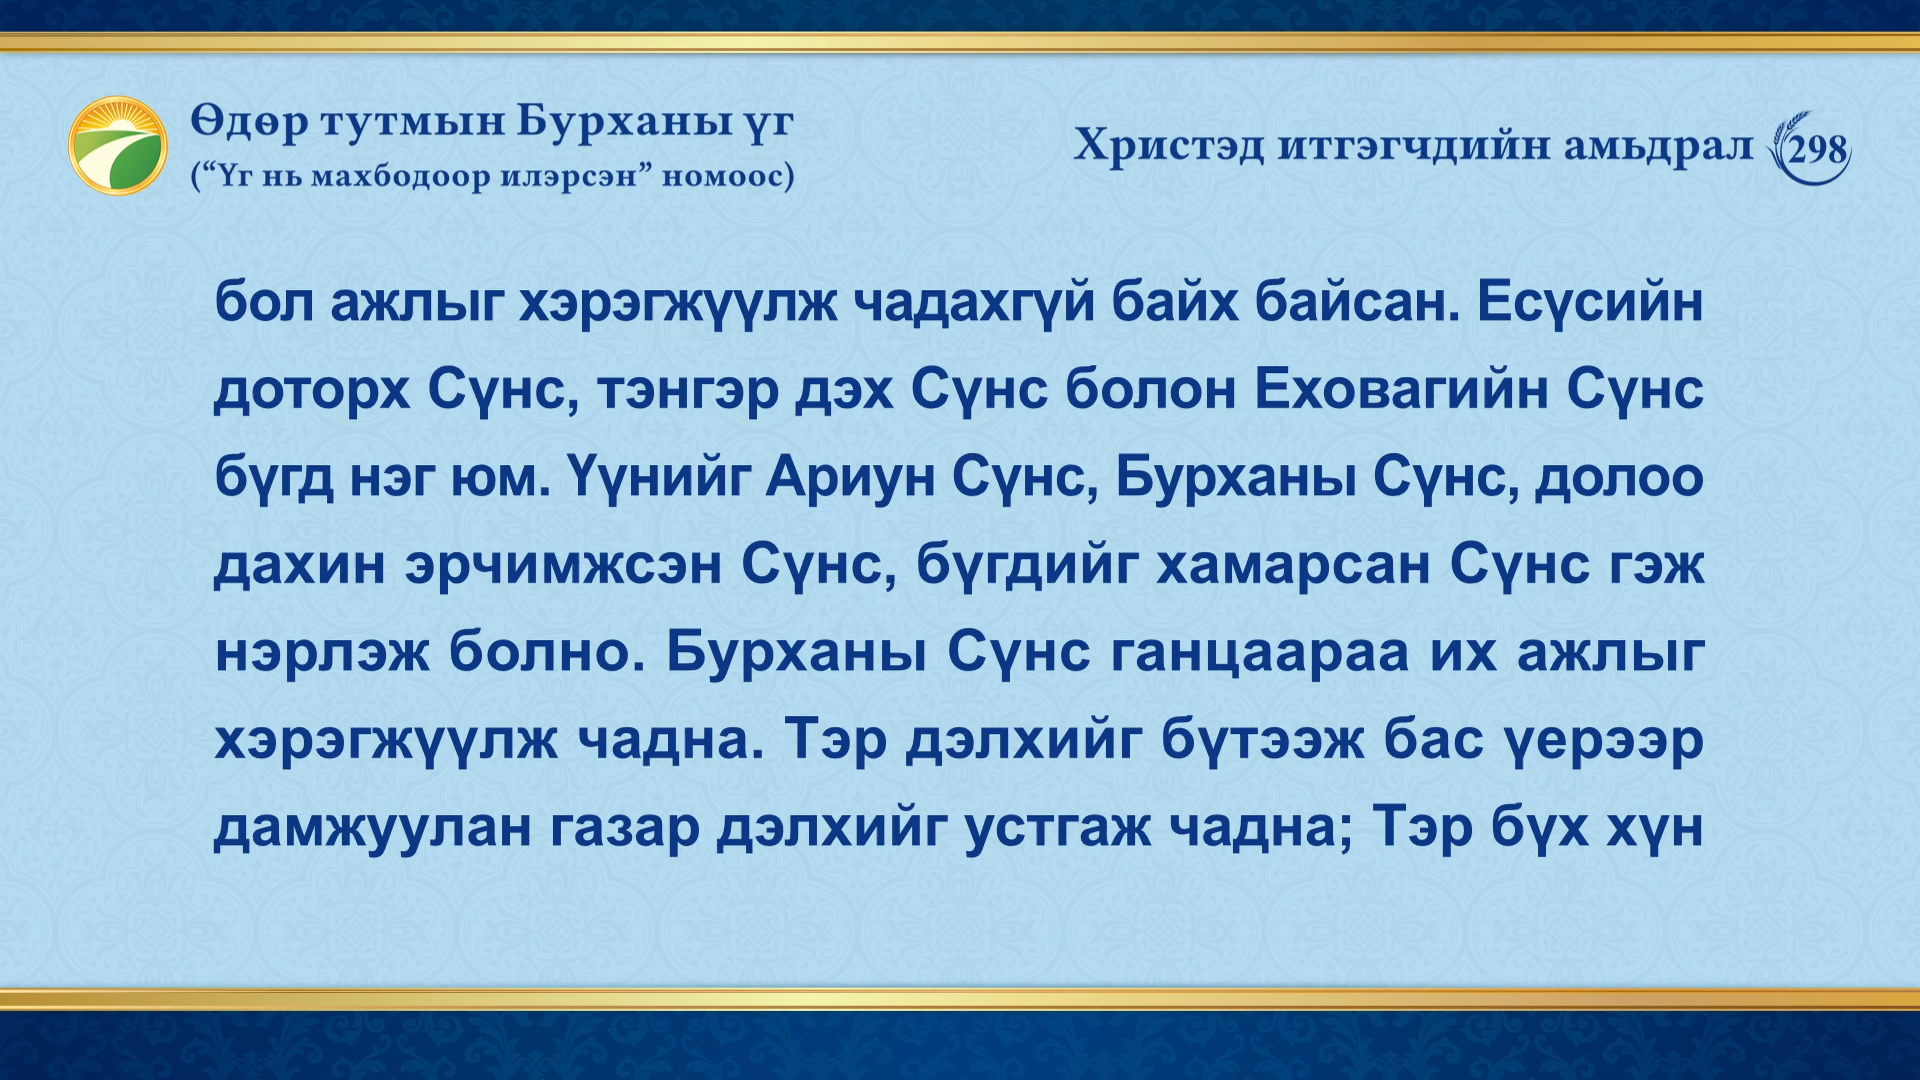 Өдөр тутмын Бурханы үг
(“Үг нь махбодоор илэрсэн” номоос)
Христэд итгэгчдийн амьдрал 298
бол ажлыг хэрэгжүүлж чадахгүй байх байсан. Есүсийн
доторх Сүнс, тэнгэр дэх Сүнс болон Еховагийн Сүнс
бүгд нэг юм. Үүнийг Ариун Сүнс, Бурханы Сүнс, долоо
дахин эрчимжсэн Сүнс, бүгдийг хамарсан Сүнс гэж
нэрлэж болно. Бурханы Сүнс ганцаараа их ажлыг
хэрэгжүүлж чадна. Тэр дэлхийг бүтээж бас үерээр
дамжуулан газар дэлхийг устгаж чадна; Тэр бүх хүн